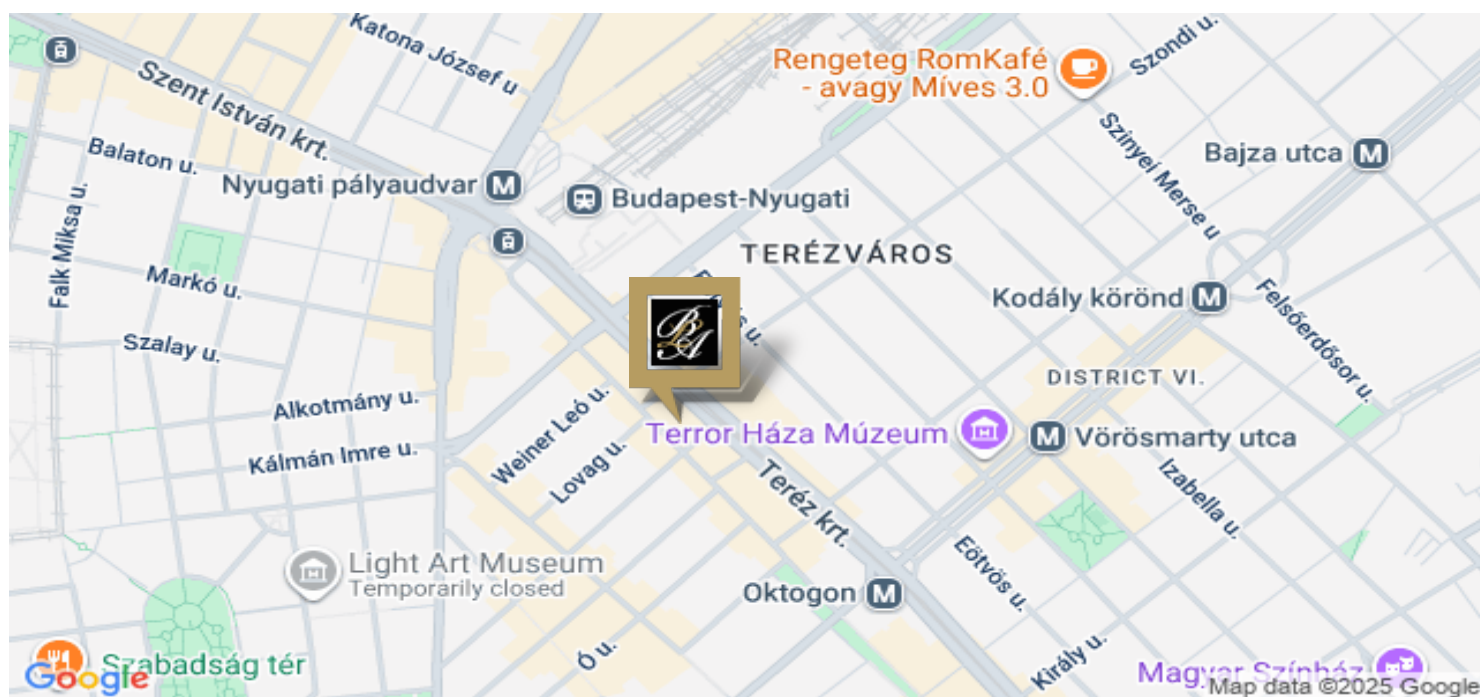 Katona József u
Szondi u.
Rengeteg RomKafé
- avagy Míves 3.0
Szent István krt.
Szinyei Merse u
Bajza utca M
Balaton u.
Nyugati pályaudvar M
Budapest-Nyugati
Falk Miksa u.
TERÉZVÁROS
Markó u.
Kodály körönd M
Felsőerdősor u.
BLA
Szalay u.
DISTRICT VI.
Alkotmány u.
Weiner Leó u.
Terror Háza Múzeum
M Vörösmarty utca
Kálmán Imre u.
Lovag u.
Izabella u.
Teréz krt.
Light Art Museum
Temporarily closed
Eötvös u.
Oktogon M
Ó u.
Király u.
Szabadság tér
Magyar Színház
Google
Map data ©2025 Google